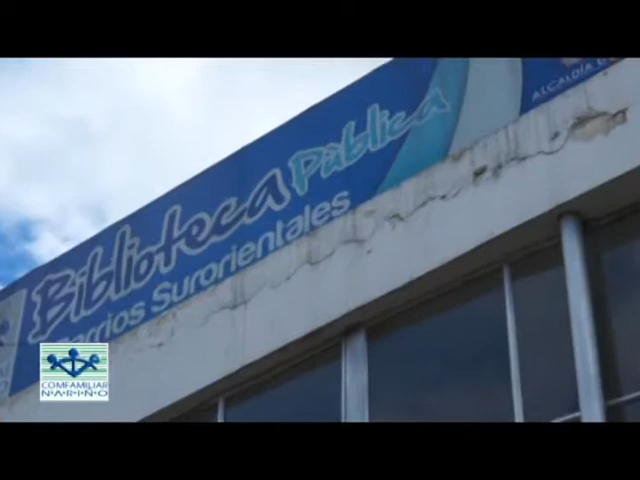 Biblioteca Pública
Barrios Surorientales
ALCALDÍA
COMFAMILIAR
NARIÑO